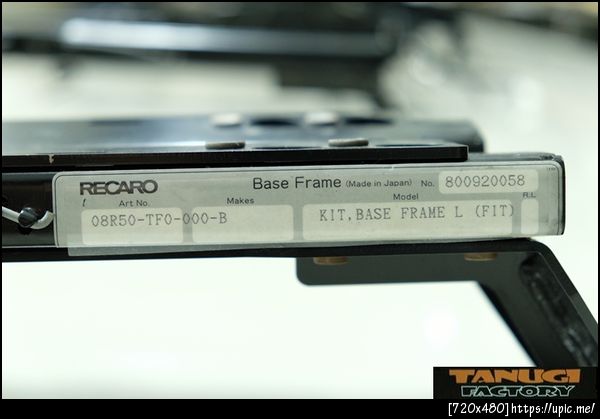 RECARO Base Frame (Made in Japan) No. 800920058
Art No. Makes Model R.L
08R50-TF0-000-B KIT,BASE FRAME L (FIT)
TANUGI
FACTORY
[720x480]https://upic.me/